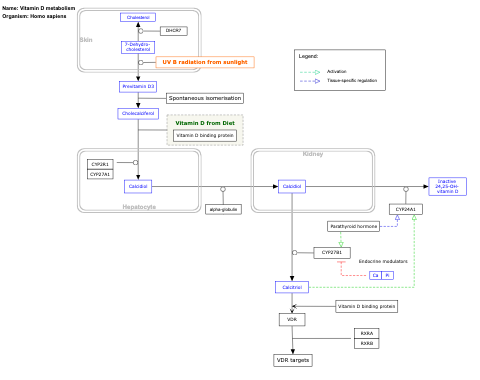 Name: Vitamin D metabolism
Organism: Homo sapiens
Cholesterol
DHCR7
Skin
7-Dehydro-
cholesterol
UV B radiation from sunlight
Legend:
Activation
Tissue-specific regulation
Previtamin D3
Spontaneous isomerisation
Cholecalciferol
Vitamin D from Diet
Vitamin D binding protein
Kidney
CYP2R1
CYP27A1
Calcidiol
Calcidiol
Inactive
24,25-OH-
vitamin D
Hepatocyte
alpha-globulie
CYP24A1
Parathyroid hormone
CYP27B1
Endocrine modulators
Ca
Pi
Calcitriol
Vitamin D binding protein
VDR
RXRA
RXRB
VDR targets